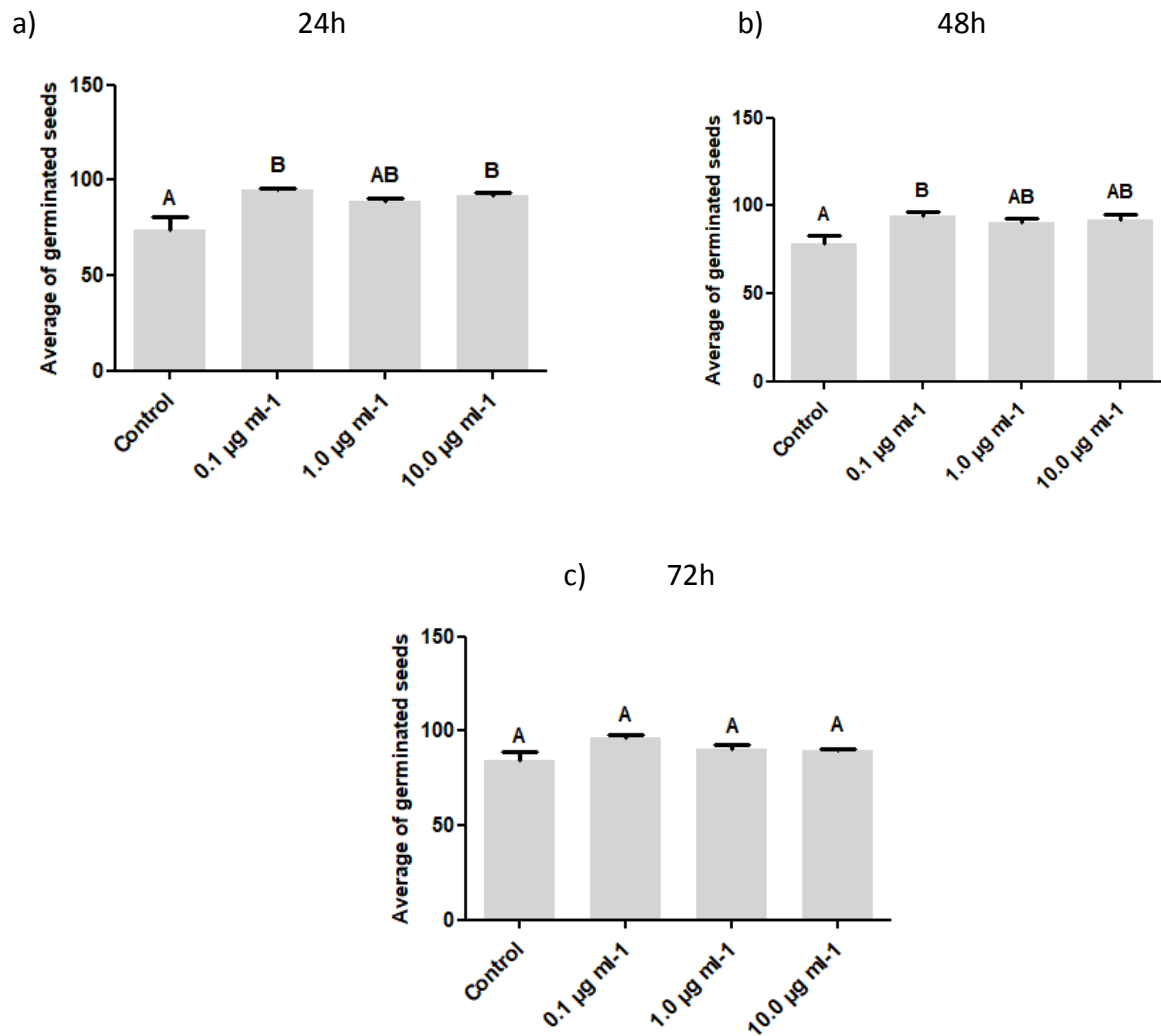 a) 24h
Average of germinated seeds
150
100
50
0
A
B
AB
B
Control
0.1 µg ml-1
1.0 µg ml-1
10.0 µg ml-1
b) 48h
Average of germinated seeds
150
100
50
0
A
B
AB
AB
Control
0.1 µg ml-1
1.0 µg ml-1
10.0 µg ml-1
c) 72h
Average of germinated seeds
150
100
50
0
A
A
A
A
Control
0.1 µg ml-1
1.0 µg ml-1
10.0 µg ml-1